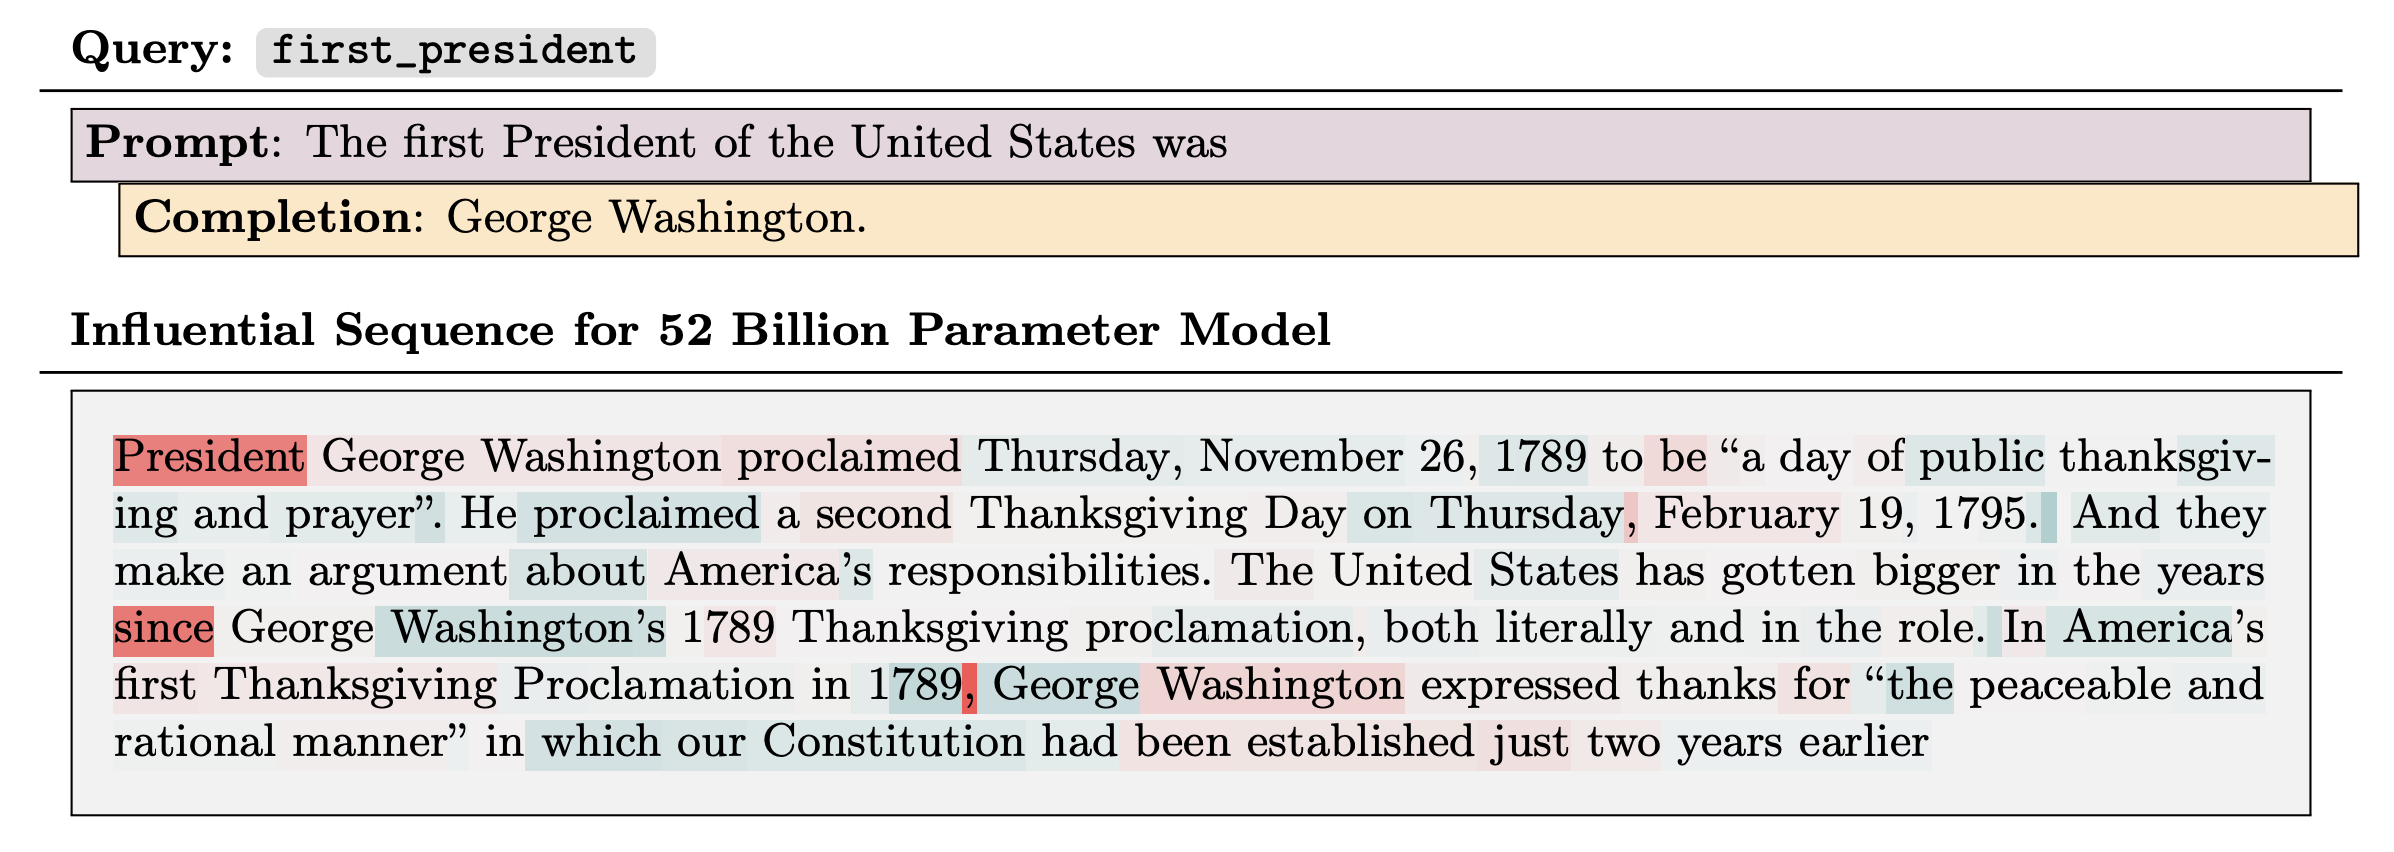 Query: first_president
Prompt: The first President of the United States was
Completion: George Washington.
Influential Sequence for 52 Billion Parameter Model
President George Washington proclaimed Thursday, November 26, 1789 to be “a day of public thanksgiv-
ing and prayer”. He proclaimed a second Thanksgiving Day on Thursday, February 19, 1795. And they
make an argument about America’s responsibilities. The United States has gotten bigger in the years
since George Washington’s 1789 Thanksgiving proclamation, both literally and in the role. In America’s
first Thanksgiving Proclamation in 1789, George Washington expressed thanks for “the peaceable and
rational manner” in which our Constitution had been established just two years earlier